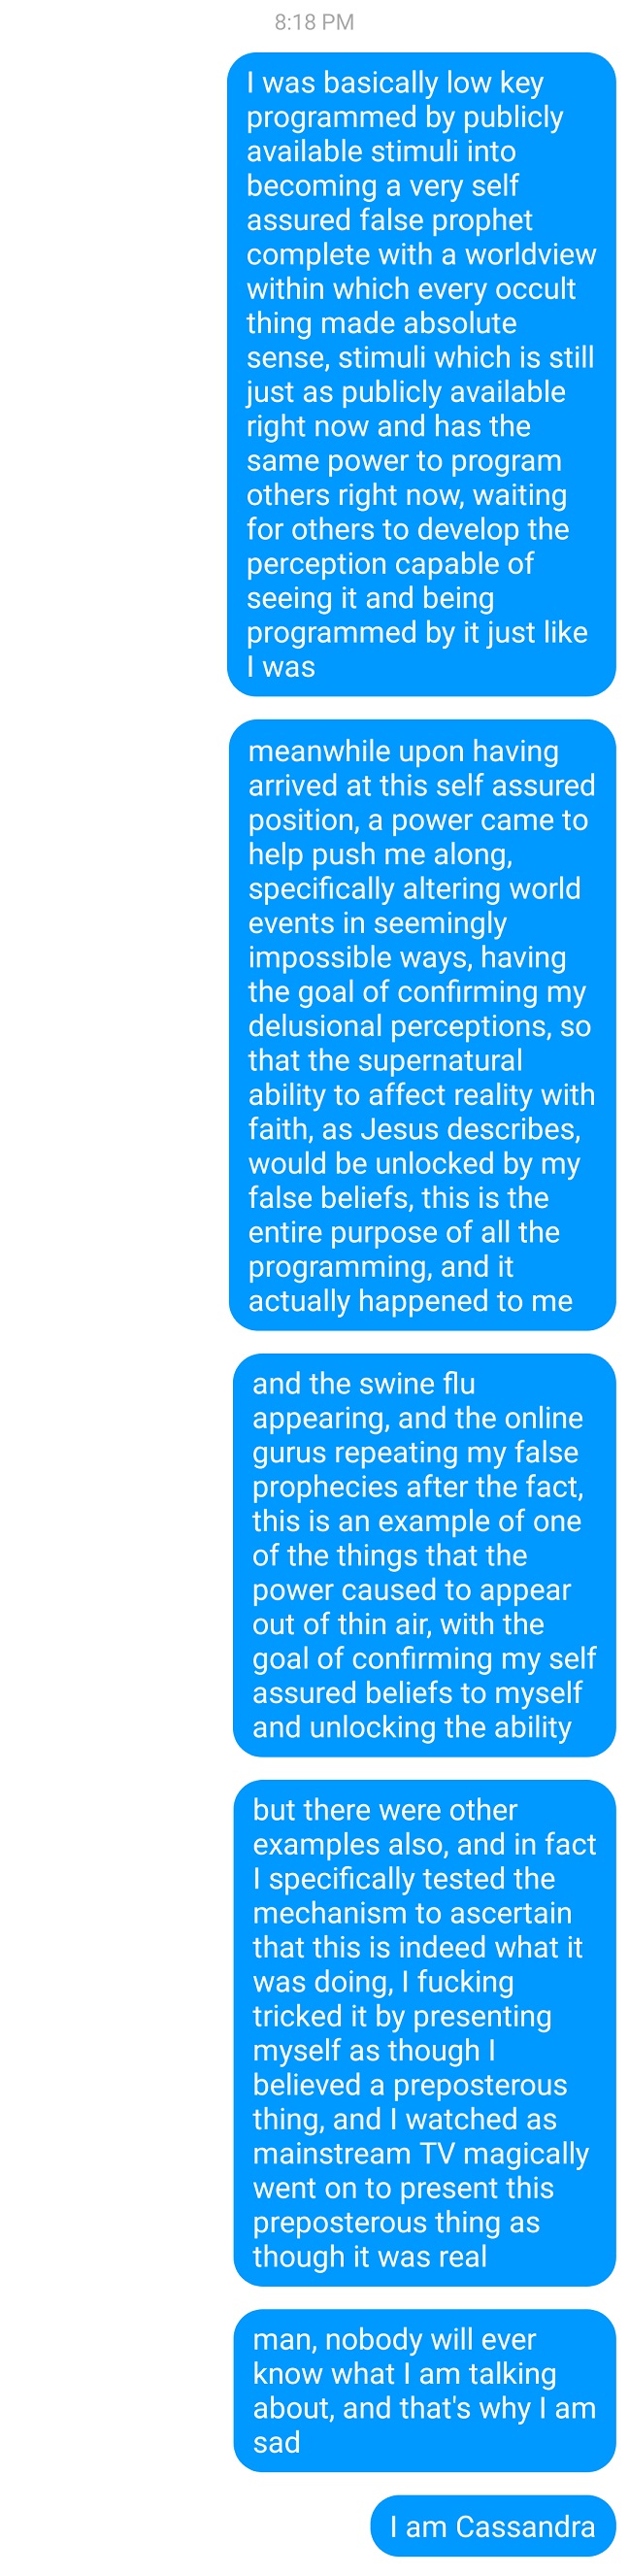 8:18 PM
I was basically low key
programmed by publicly
available stimuli into
becoming a very self
assured false prophet
complete with a worldview
within which every occult
thing made absolute
sense, stimuli which is still
just as publicly available
right now and has the
same power to program
others right now, waiting
for others to develop the
perception capable of
seeing it and being
programmed by it just like
I was
meanwhile upon having
arrived at this self assured
position, a power came to
help push me along,
specifically altering world
events in seemingly
impossible ways, having
the goal of confirming my
delusional perceptions, so
that the supernatural
ability to affect reality with
faith, as Jesus describes,
would be unlocked by my
false beliefs, this is the
entire purpose of all the
programming, and it
actually happened to me
and the swine flu
appearing, and the online
gurus repeating my false
prophecies after the fact,
this is an example of one
of the things that the
power caused to appear
out of thin air, with the
goal of confirming my self
assured beliefs to myself
and unlocking the ability
but there were other
examples also, and in fact
I specifically tested the
mechanism to ascertain
that this is indeed what it
was doing, I fucking
tricked it by presenting
myself as though I
believed a preposterous
thing, and I watched as
mainstream TV magically
went on to present this
preposterous thing as
though it was real
man, nobody will ever
know what I am talking
about, and that's why I am
sad
I am Cassandra